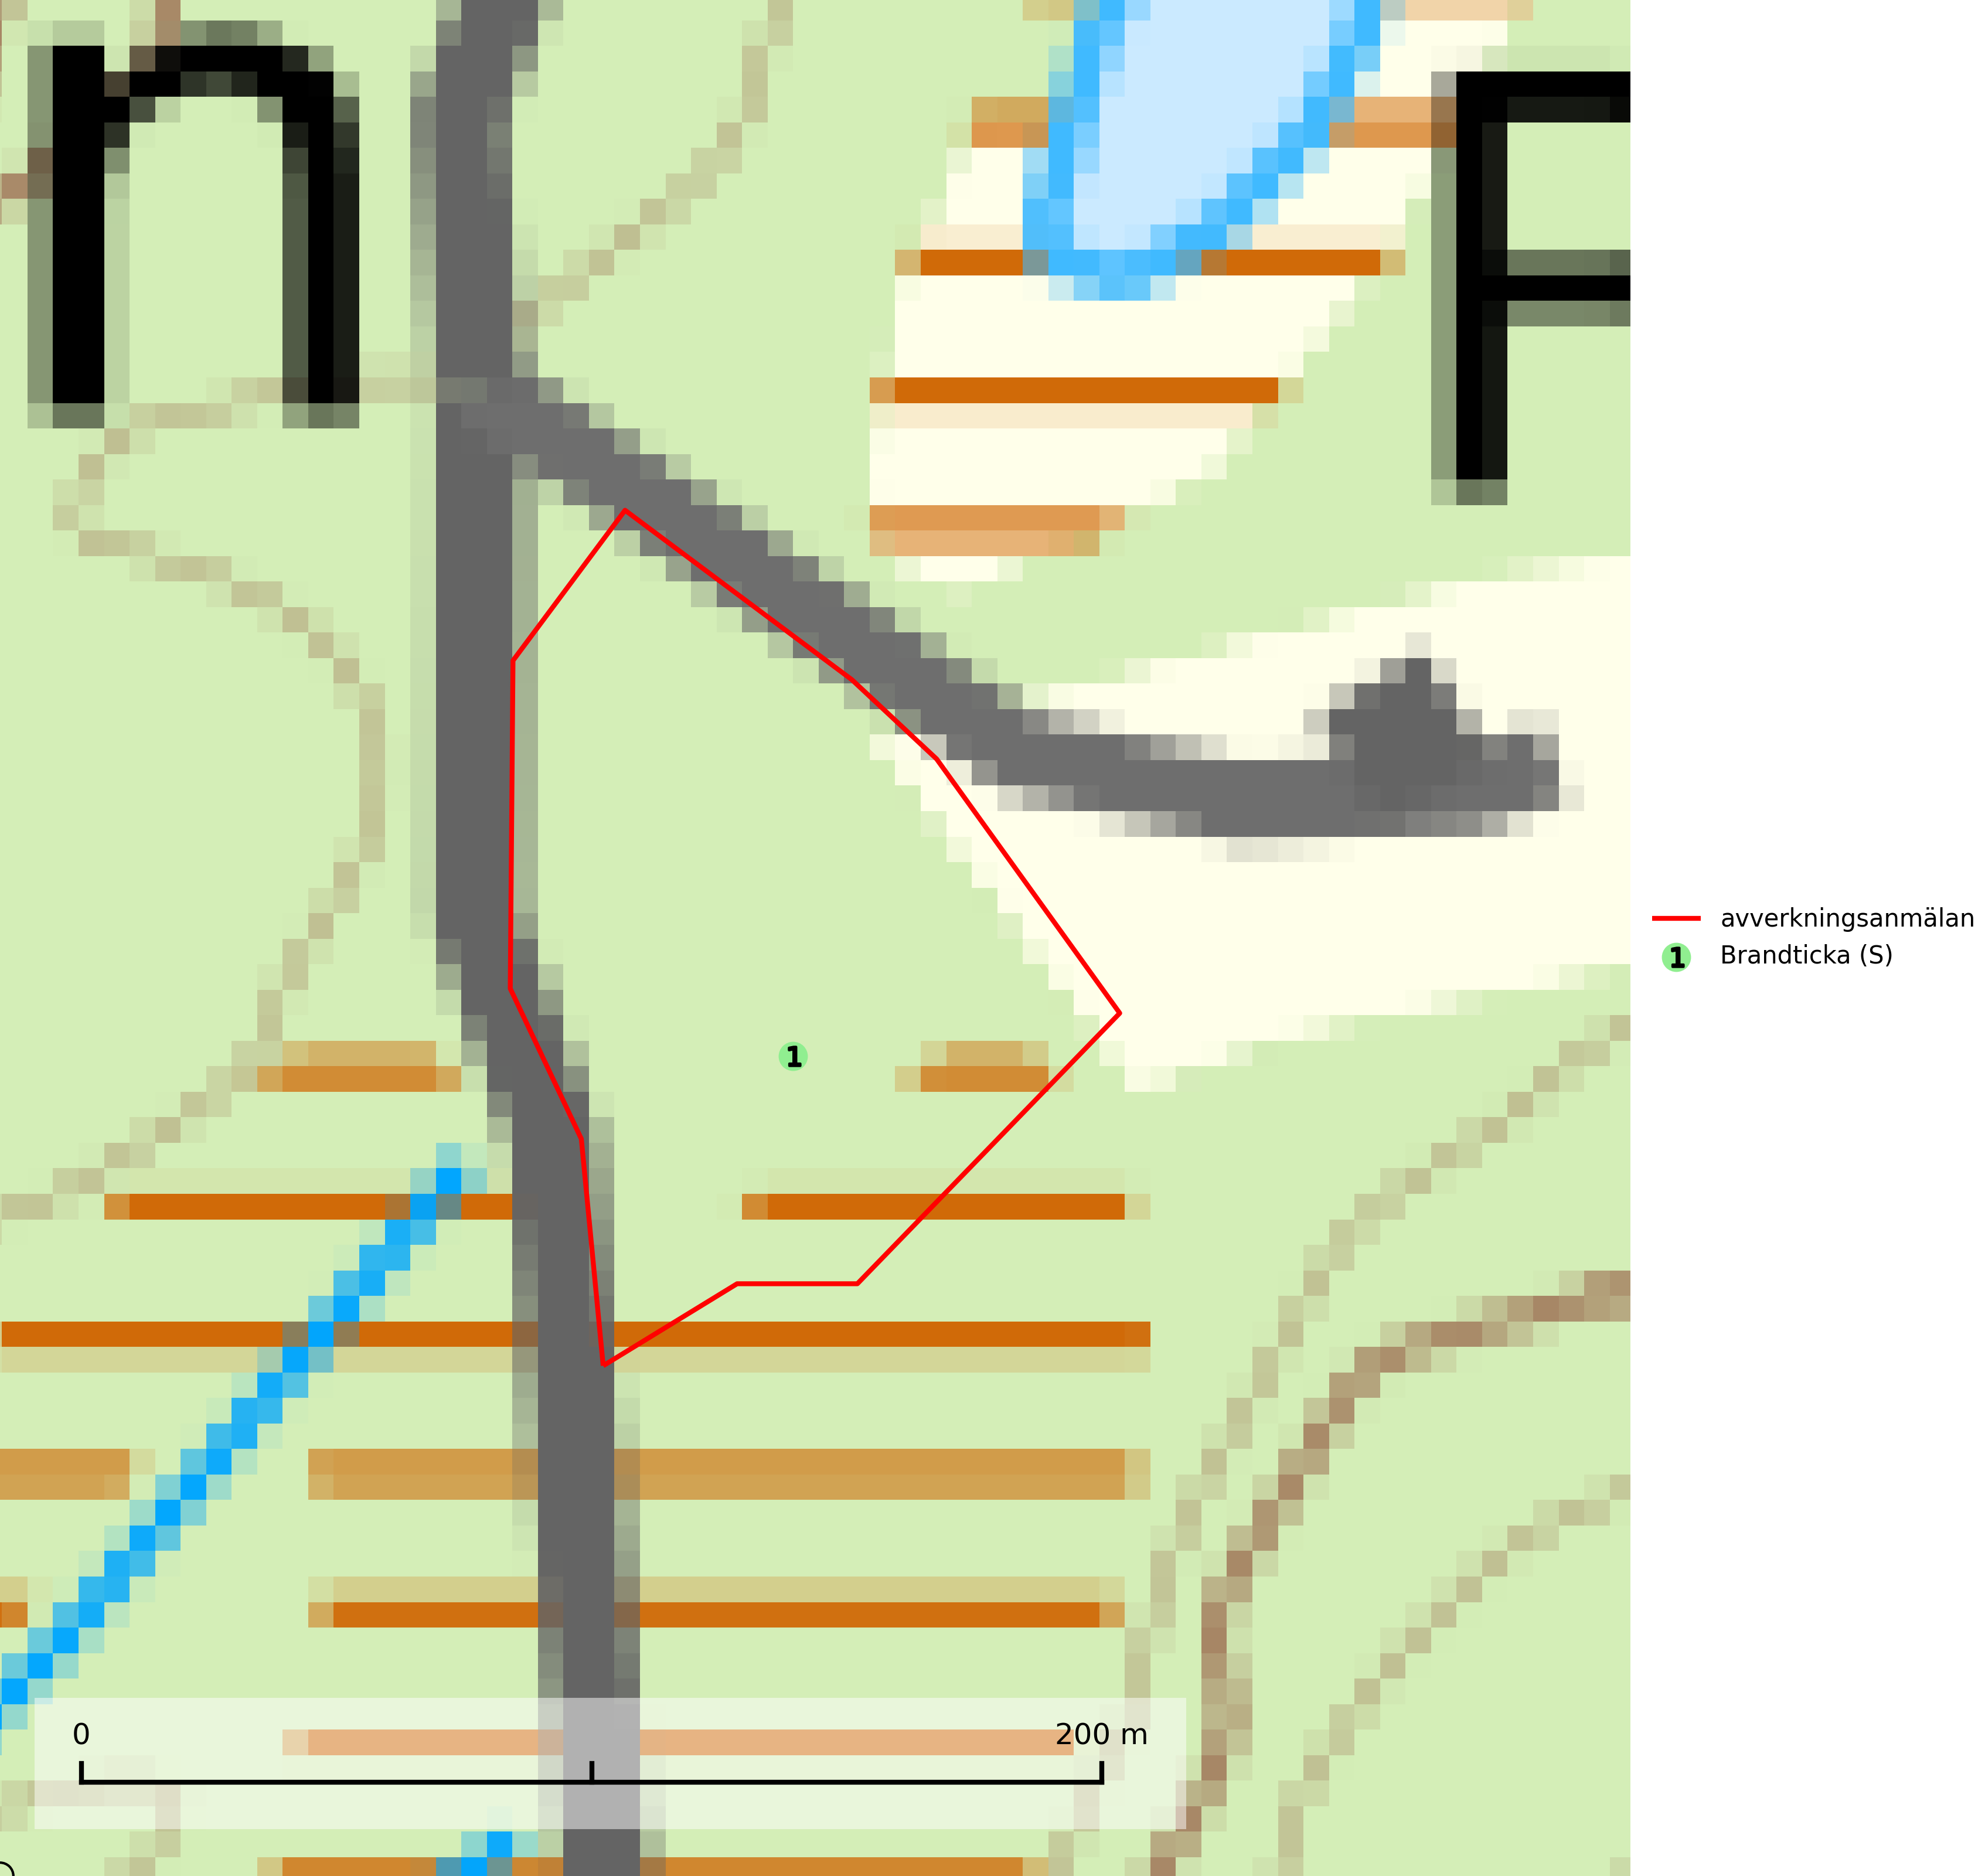 n
F
avverkningsanmälan
1 Brandticka (S)
1
0 200 m